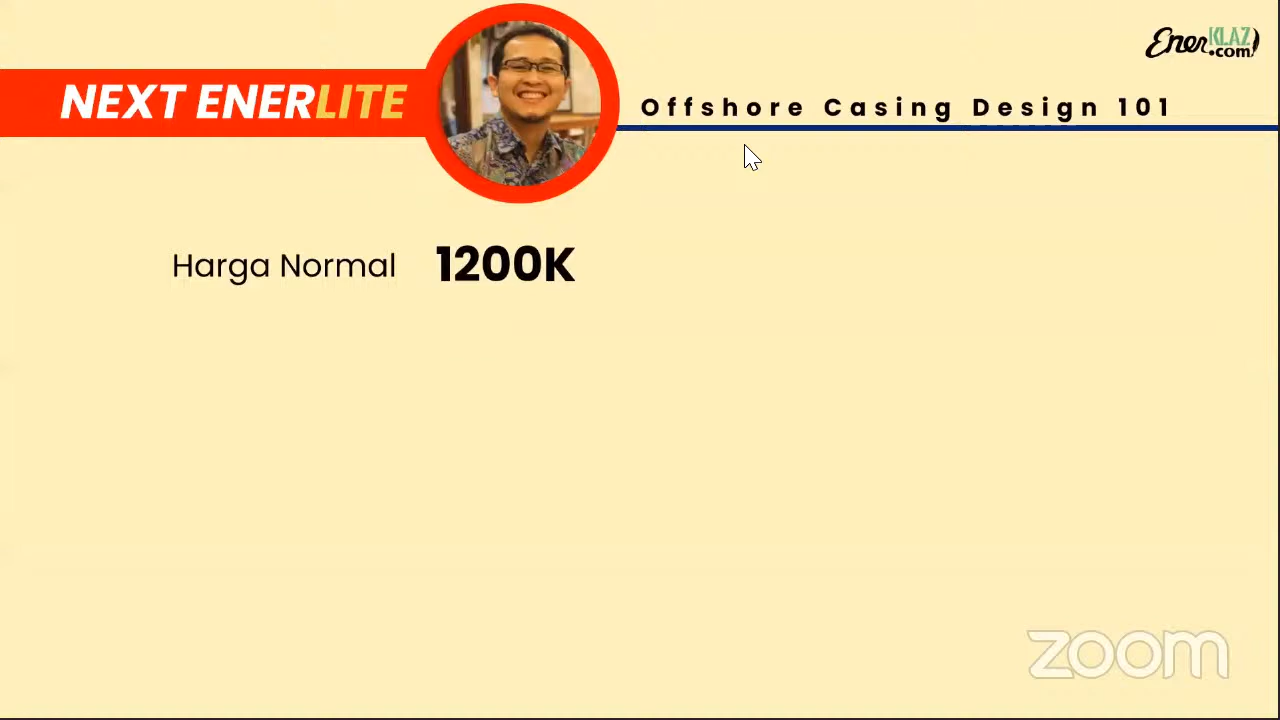 EnerKLAZ
.com
NEXT ENERLITE
Offshore Casing Design 101
Harga Normal 1200K
zoom